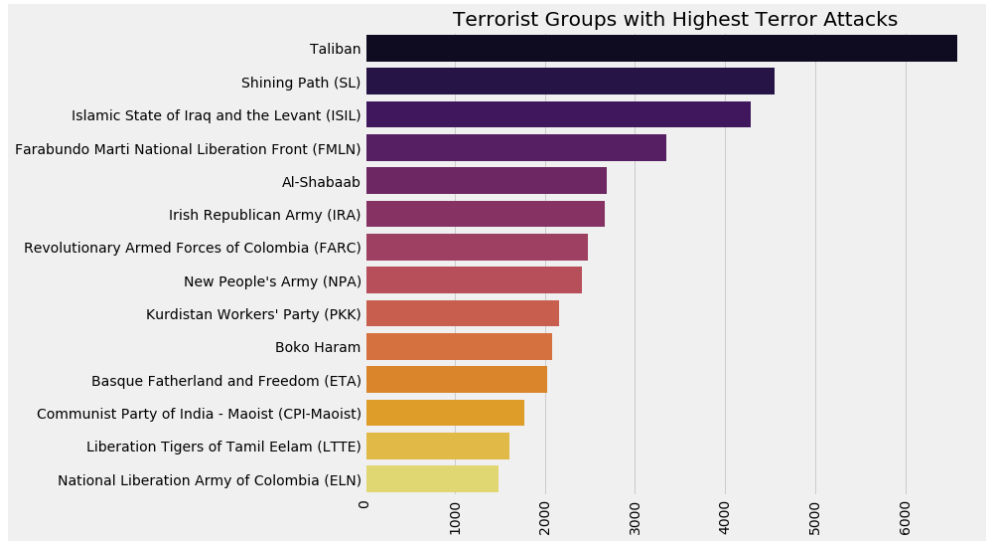 Terrorist Groups with Highest Terror Attacks
Taliban
Shining Path (SL)
Islamic State of Iraq and the Levant (ISIL)
Farabundo Marti National Liberation Front (FMLN)
Al-Shabaab
Irish Republican Army (IRA)
Revolutionary Armed Forces of Colombia (FARC)
New People's Army (NPA)
Kurdistan Workers' Party (PKK)
Boko Haram
Basque Fatherland and Freedom (ETA)
Communist Party of India - Maoist (CPI-Maoist)
Liberation Tigers of Tamil Eelam (LTTE)
National Liberation Army of Colombia (ELN)
0
1000
2000
3000
4000
5000
6000